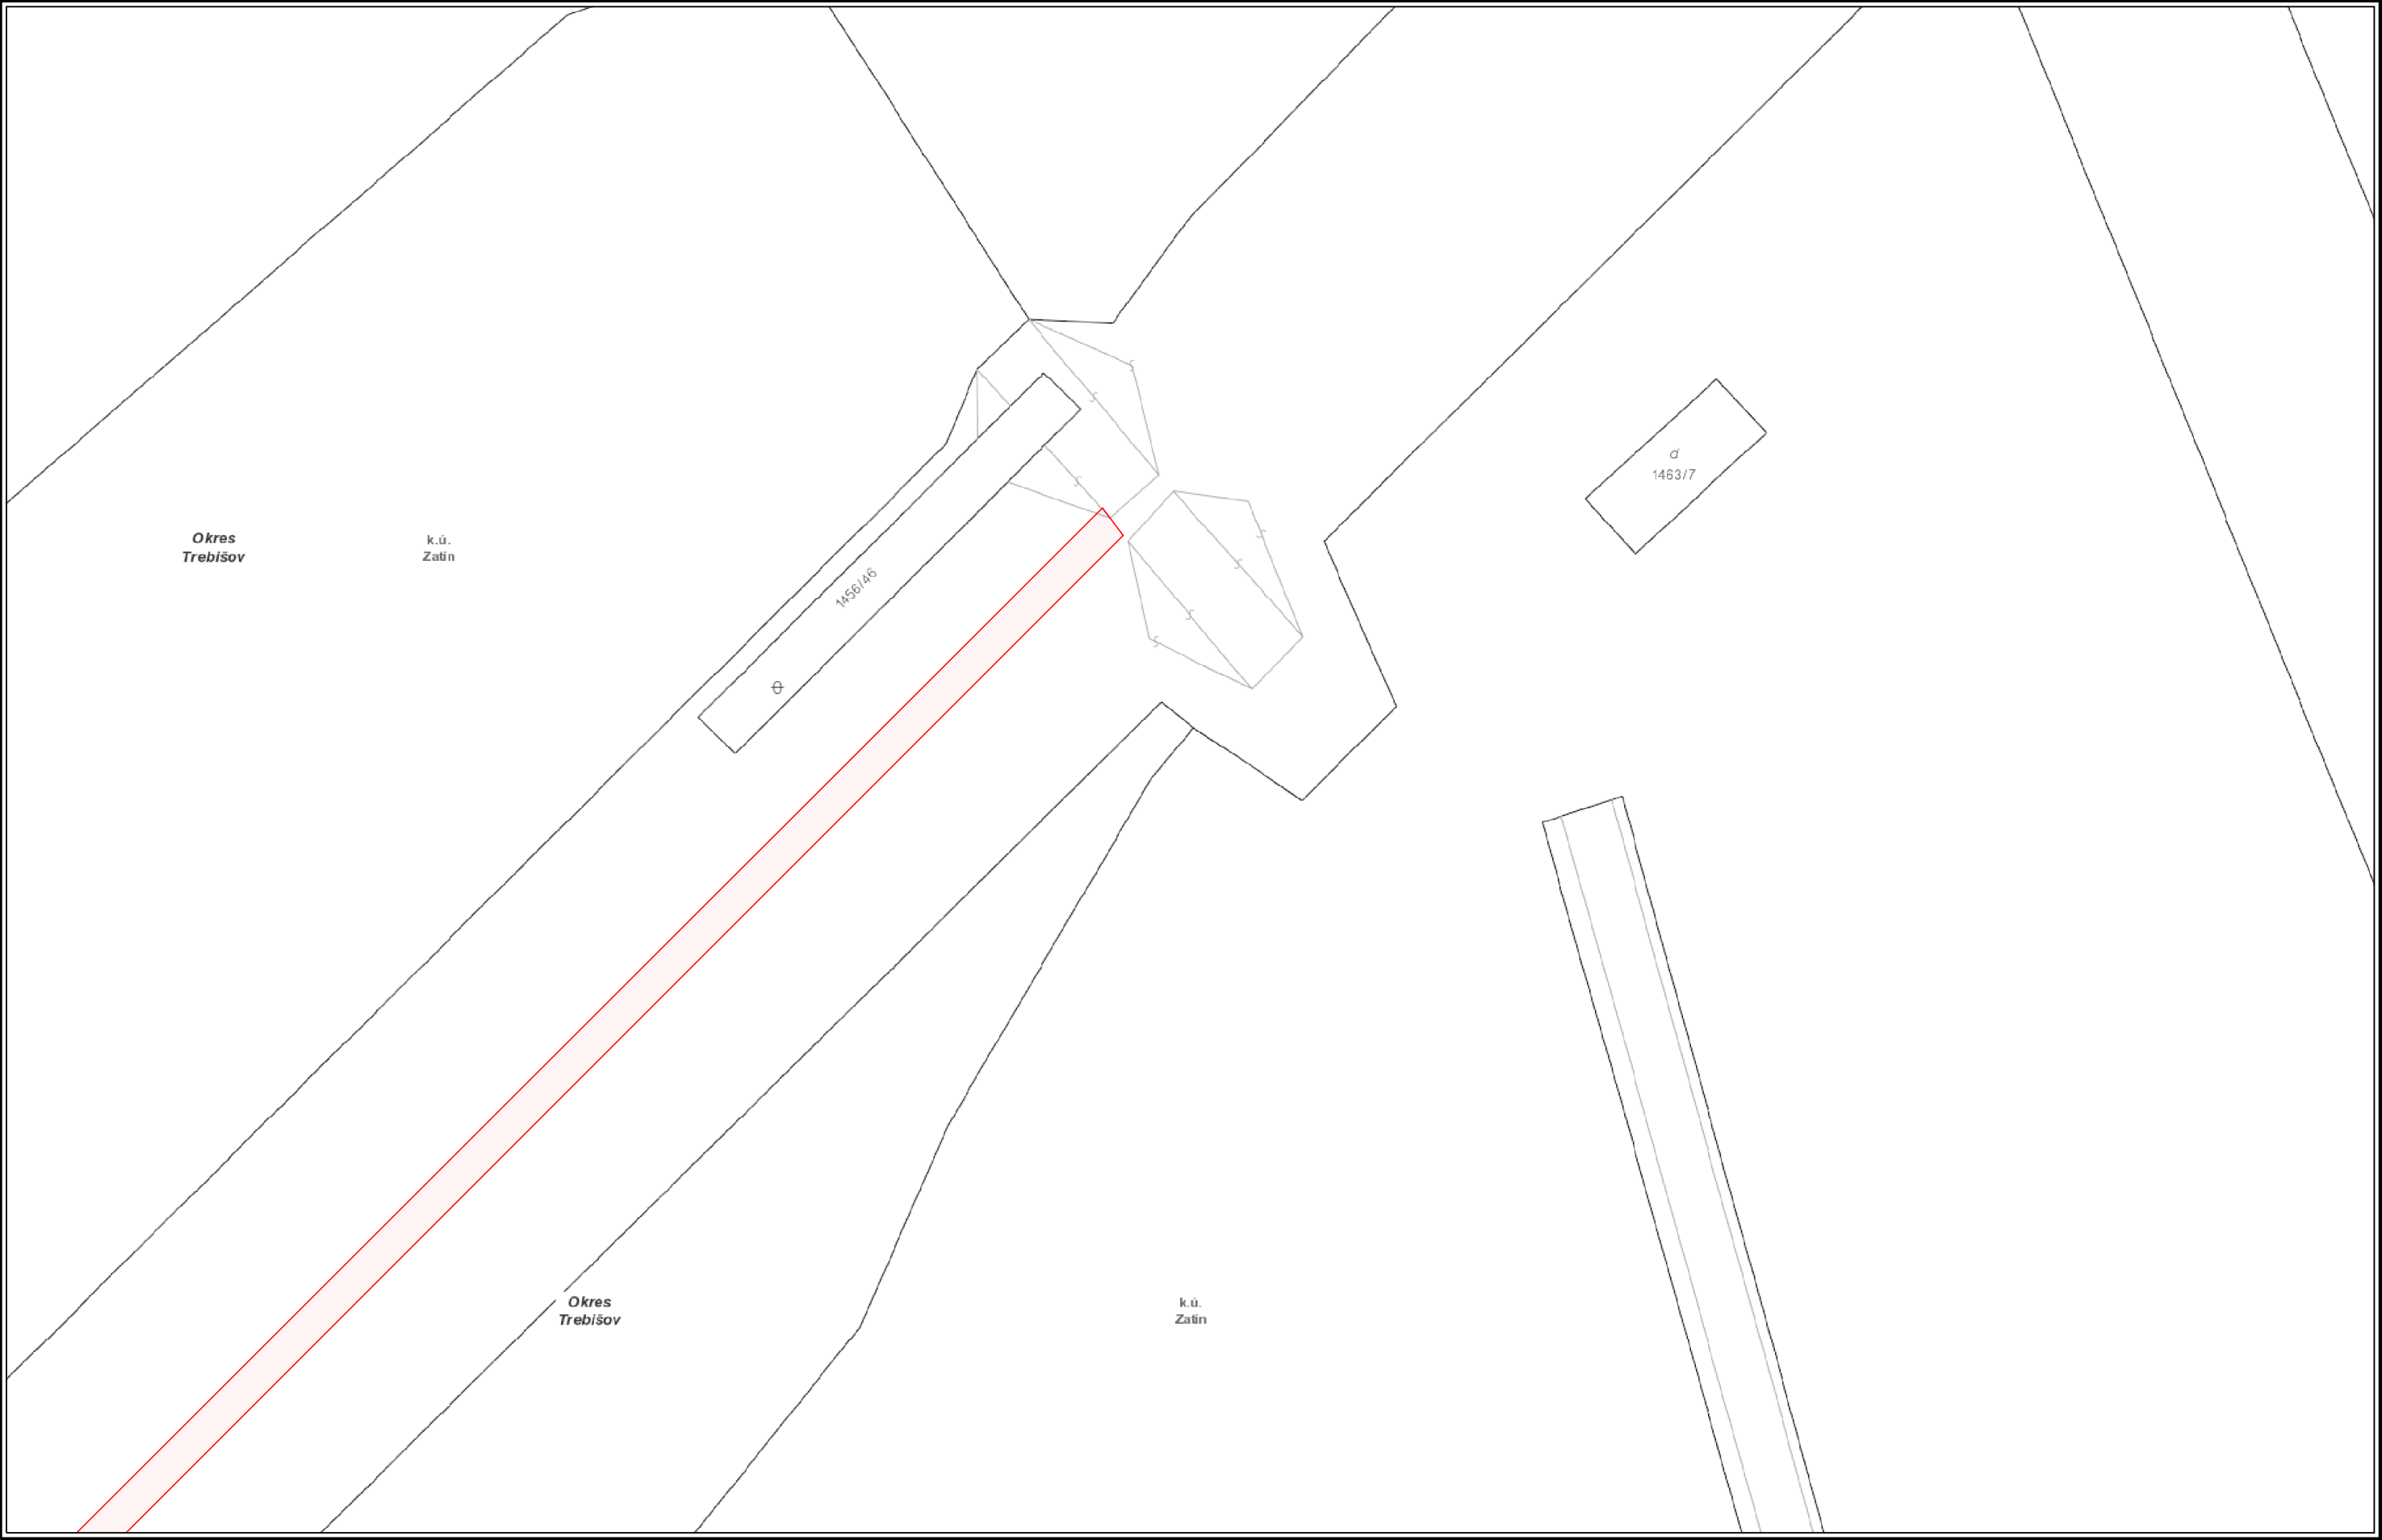 d
1463/7
Okres
Trebišov
k.ú.
Zatín
1456/46
Okres
Trebišov
k.ú.
Zatín